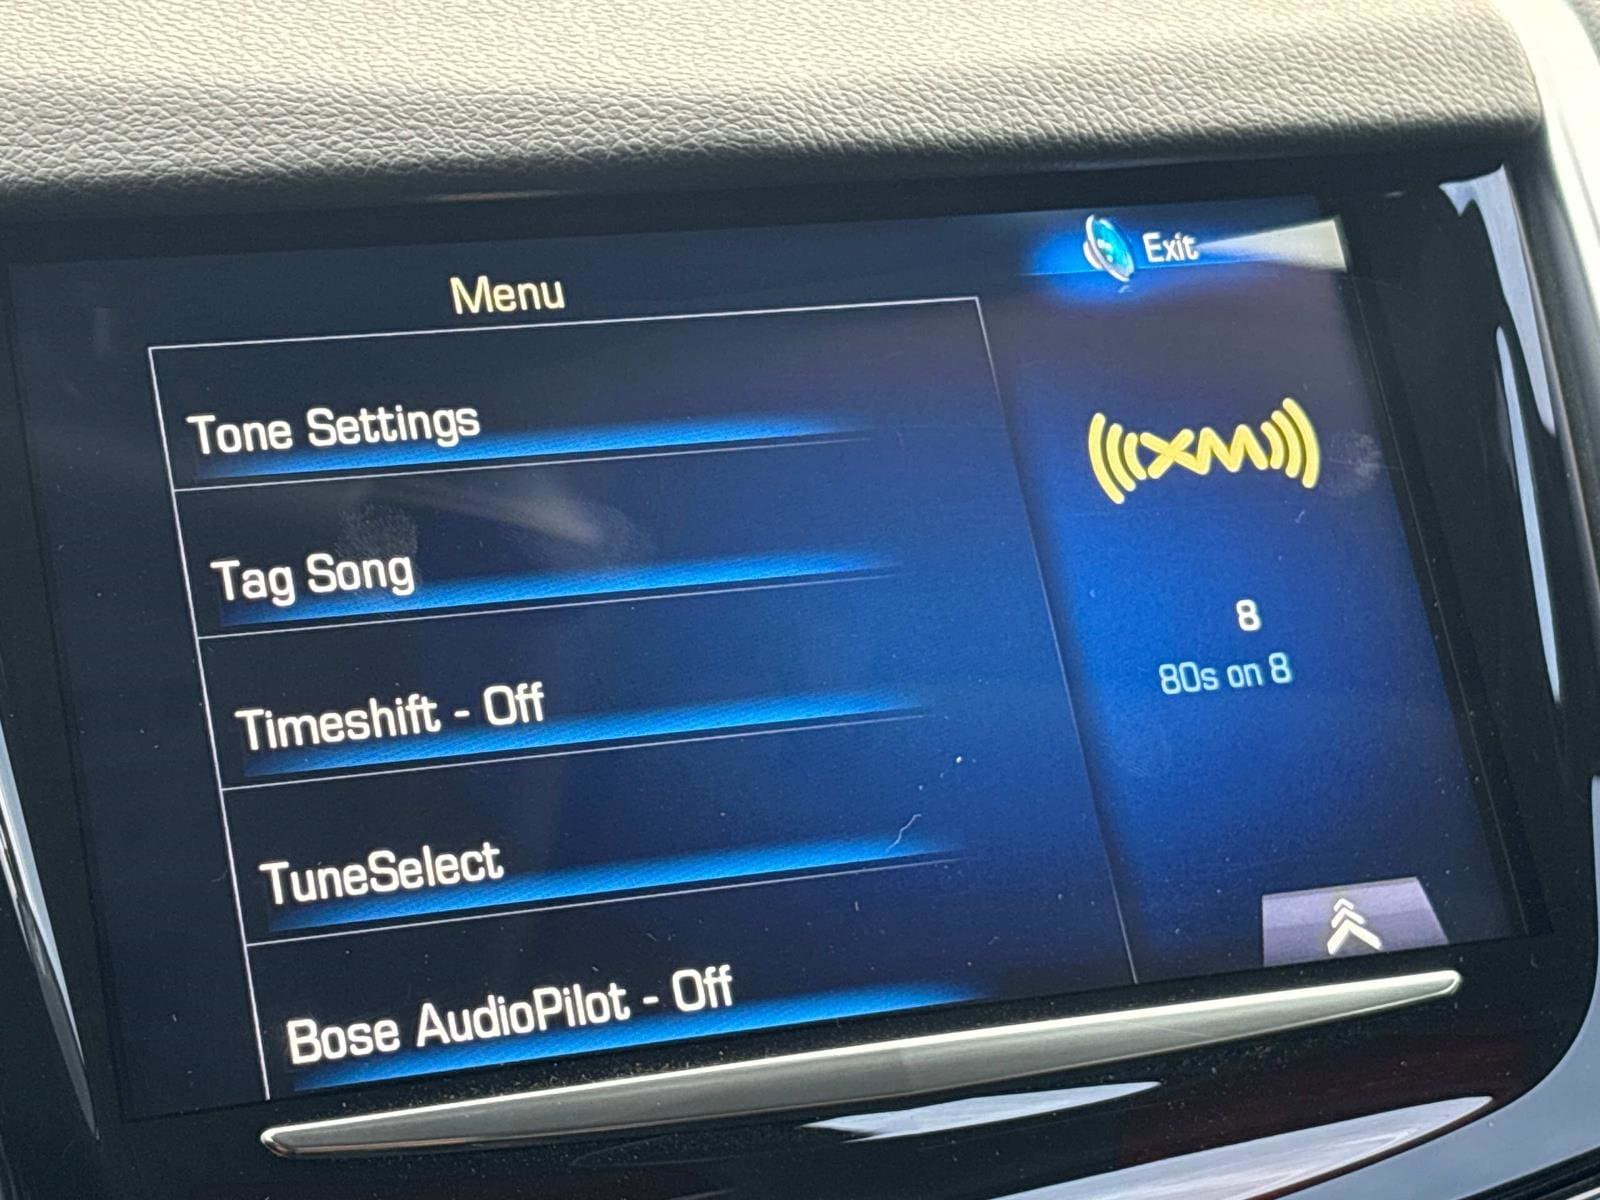 Exit
Menu
Tone Settings
Tag Song
Timeshift - Off
TuneSelect
Bose AudioPilot - Off
XM
8
80s on 8